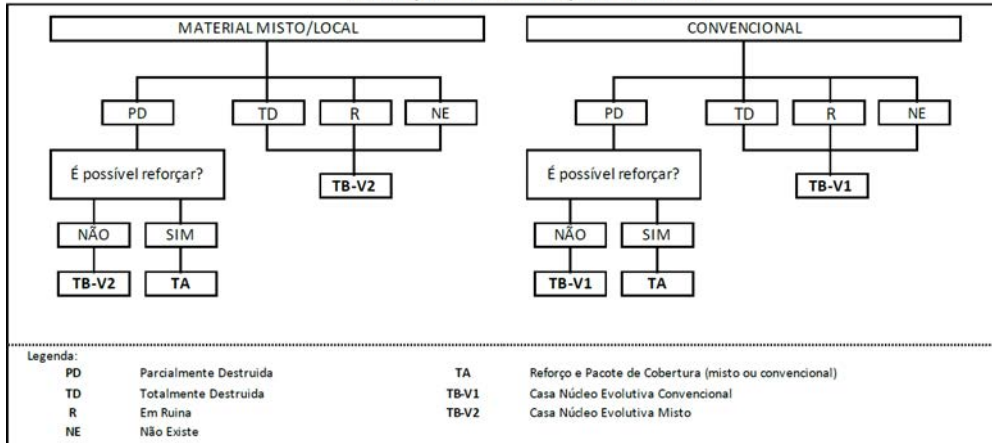 MATERIAL MISTO/LOCAL
CONVENCIONAL
PD
TD
R
NE
PD
TD
R
NE
É possível reforçar?
TB-V2
É possível reforçar?
TB-V1
NÃO
SIM
NÃO
SIM
TB-V2
TA
TB-V1
TA
Legenda:
PD Parcialmente Destruida TA Reforço e Pacote de Cobertura (misto ou convencional)
TD Totalmente Destruida TB-V1 Casa Núcleo Evolutiva Convencional
R Em Ruina TB-V2 Casa Núcleo Evolutiva Misto
NE Não Existe